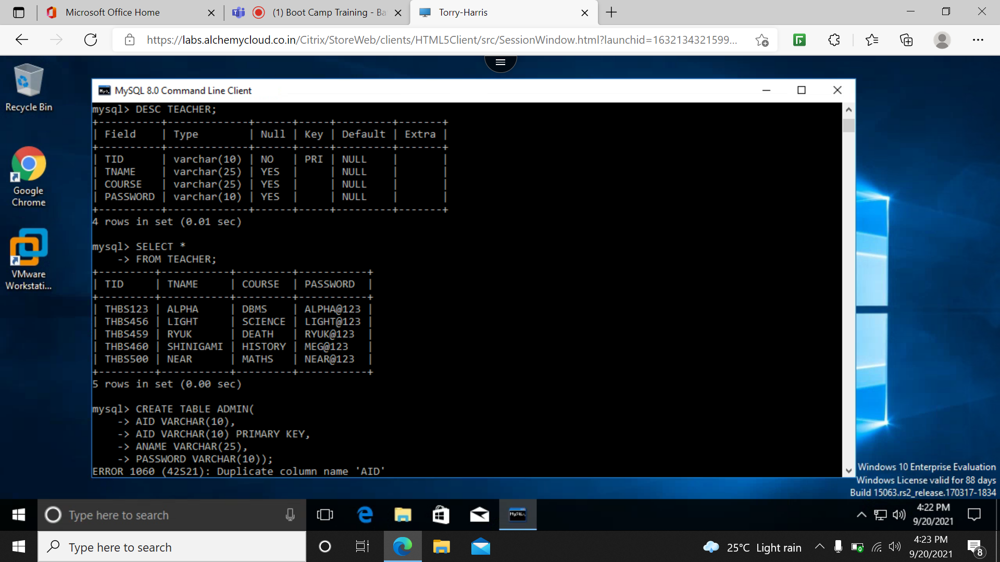 Microsoft Office Home
(1) Boot Camp Training - Ba
Torry-Harris
https://labs.alchemycloud.co.in/Citrix/StoreWeb/clients/HTML5Client/src/SessionWindow.html?launchid=1632134321599...
Recycle Bin
Google
Chrome
VMware
Workstati...
MySQL 8.0 Command Line Client
mysql> DESC TEACHER;
+----------+-------------+------+-----+---------+-------+
| Field    | Type        | Null | Key | Default | Extra |
+----------+-------------+------+-----+---------+-------+
| TID      | varchar(10) | NO   | PRI | NULL    |       |
| TNAME    | varchar(25) | YES  |     | NULL    |       |
| COURSE   | varchar(25) | YES  |     | NULL    |       |
| PASSWORD | varchar(10) | YES  |     | NULL    |       |
+----------+-------------+------+-----+---------+-------+
4 rows in set (0.01 sec)
mysql> SELECT *
    -> FROM TEACHER;
+---------+-----------+---------+-----------+
| TID     | TNAME     | COURSE  | PASSWORD  |
+---------+-----------+---------+-----------+
| THBS123 | ALPHA     | DBMS    | ALPHA@123 |
| THBS456 | LIGHT     | SCIENCE | LIGHT@123 |
| THBS459 | RYUK      | DEATH   | RYUK@123  |
| THBS460 | SHINIGAMI | HISTORY | MEG@123   |
| THBS500 | NEAR      | MATHS   | NEAR@123  |
+---------+-----------+---------+-----------+
5 rows in set (0.00 sec)
mysql> CREATE TABLE ADMIN(
    -> AID VARCHAR(10),
    -> AID VARCHAR(10) PRIMARY KEY,
    -> ANAME VARCHAR(25),
    -> PASSWORD VARCHAR(10));
ERROR 1060 (42S21): Duplicate column name 'AID'
Windows 10 Enterprise Evaluation
Windows License valid for 88 days
Build 15063.rs2_release.170317-1834
Type here to search
4:22 PM
9/20/2021
Type here to search
25°C Light rain
4:23 PM
9/20/2021
8